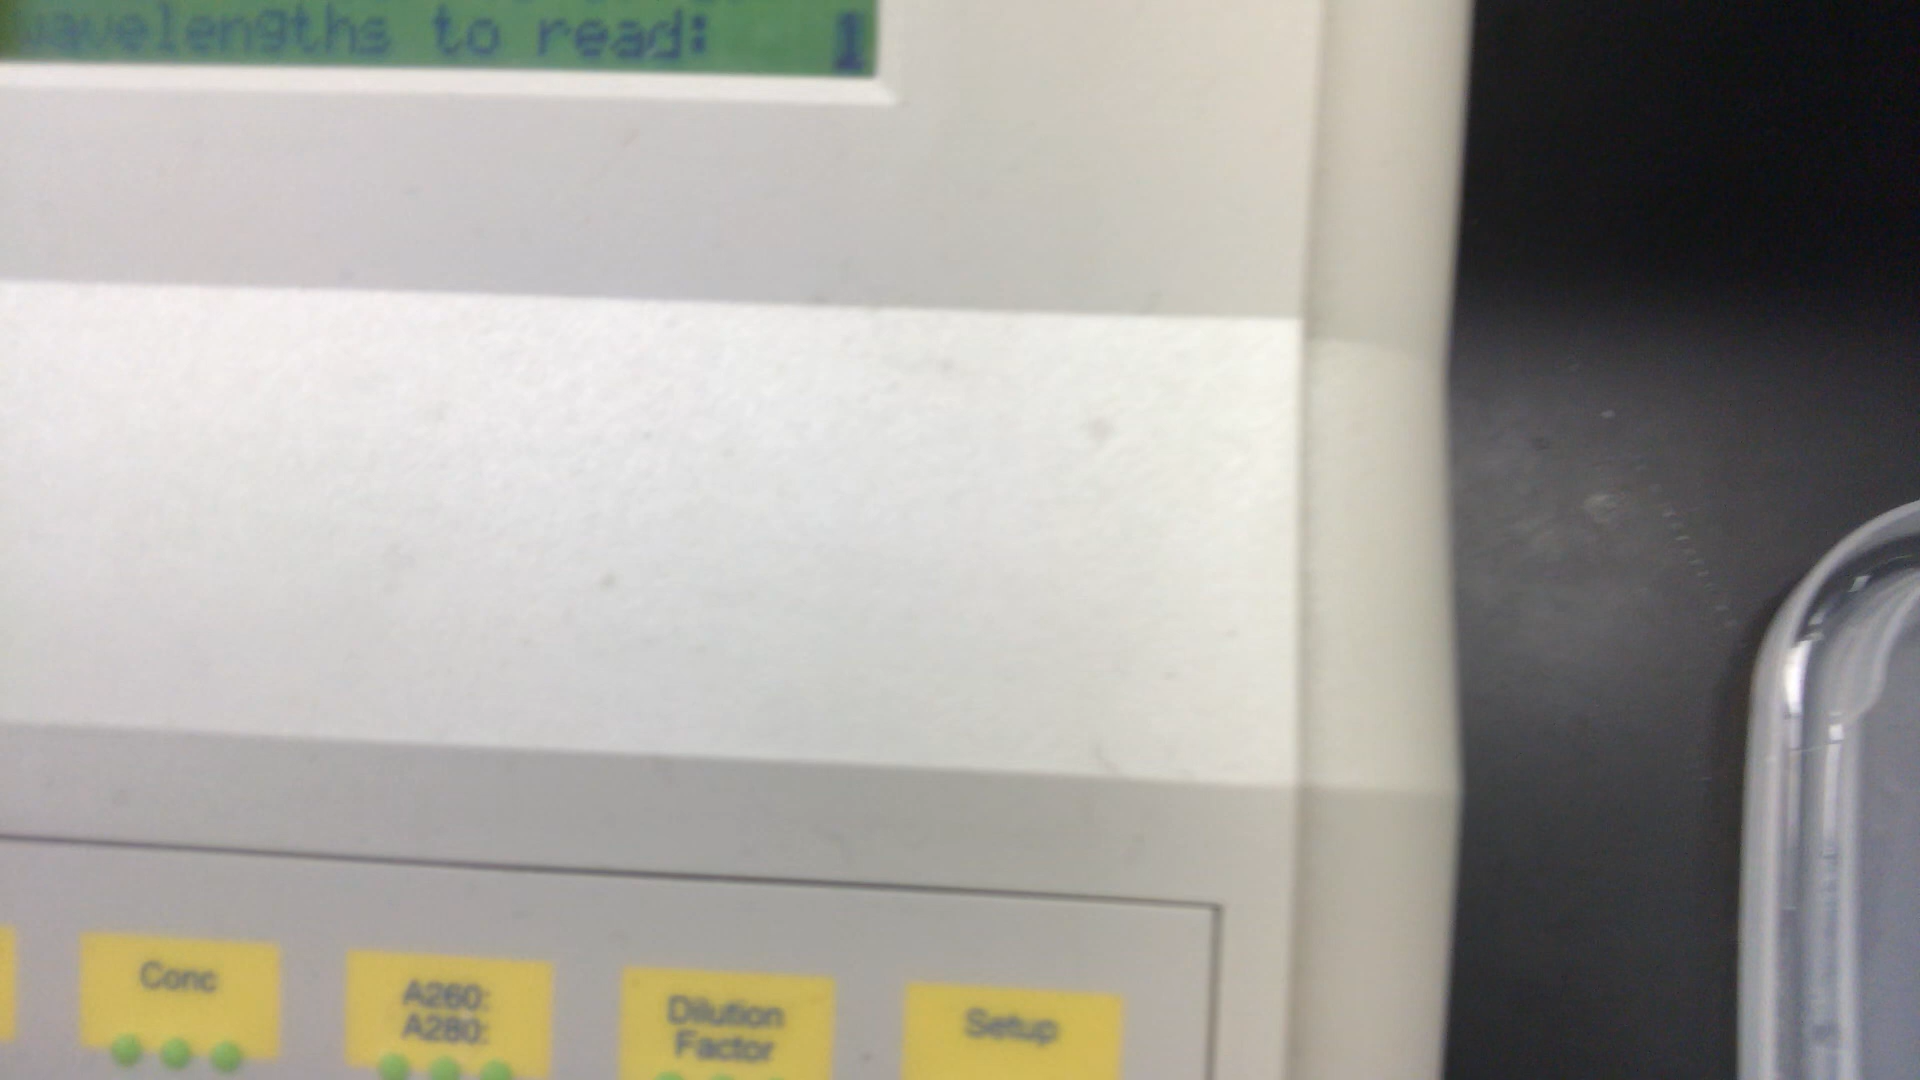 wavelengths to read: 1
Conc
A260:
A280:
Dilution
Factor
Setup